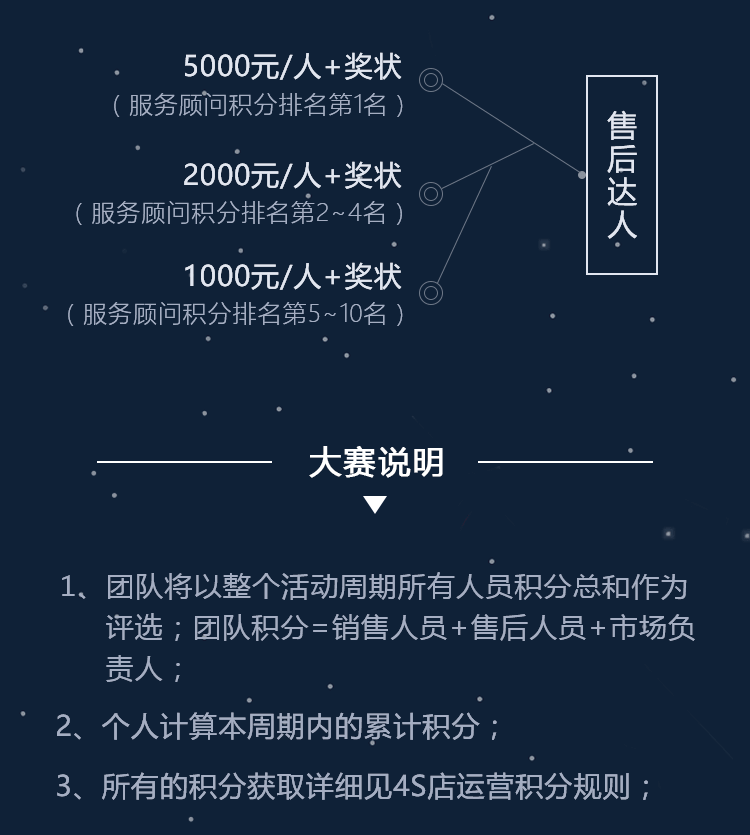 5000元/人+奖状
（服务顾问积分排名第1名）
2000元/人+奖状
（服务顾问积分排名第2~4名）
1000元/人+奖状
（服务顾问积分排名第5~10名）
售后达人
大赛说明
1、团队将以整个活动周期所有人员积分总和作为
评选；团队积分=销售人员+售后人员+市场负
责人；
2、个人计算本周期内的累计积分；
3、所有的积分获取详细见4S店运营积分规则；